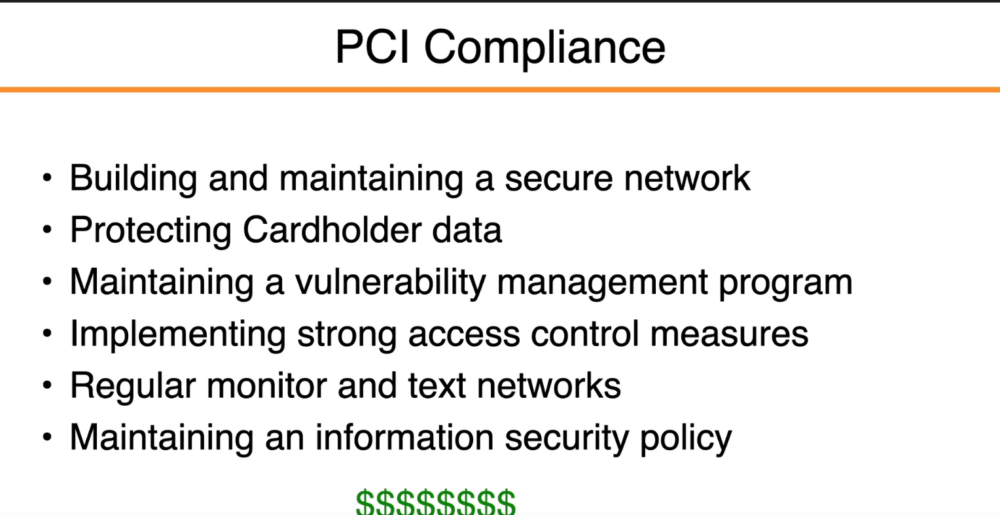 PCI Compliance
• Building and maintaining a secure network
• Protecting Cardholder data
• Maintaining a vulnerability management program
• Implementing strong access control measures
• Regular monitor and text networks
• Maintaining an information security policy
$$$$$$$$